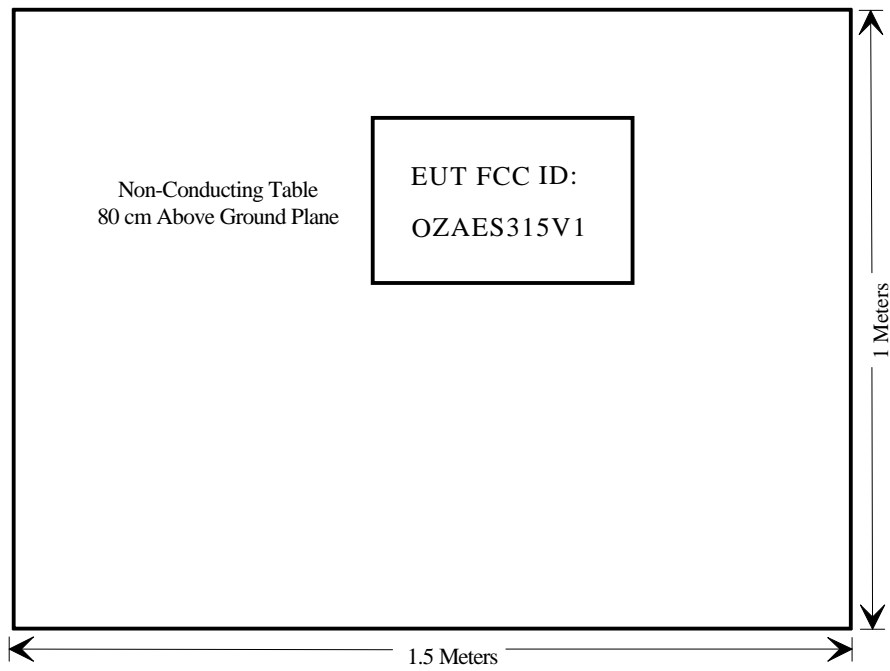 Non-Conducting Table
80 cm Above Ground Plane
EUT FCC ID:
OZAES315V1
1 Meters
1.5 Meters